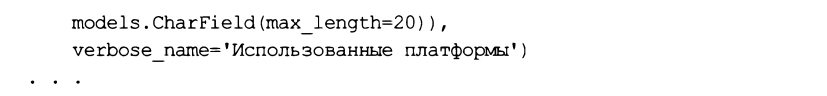 models.CharField(max_length=20)),
verbose_name='Использованные платформы')
. . .